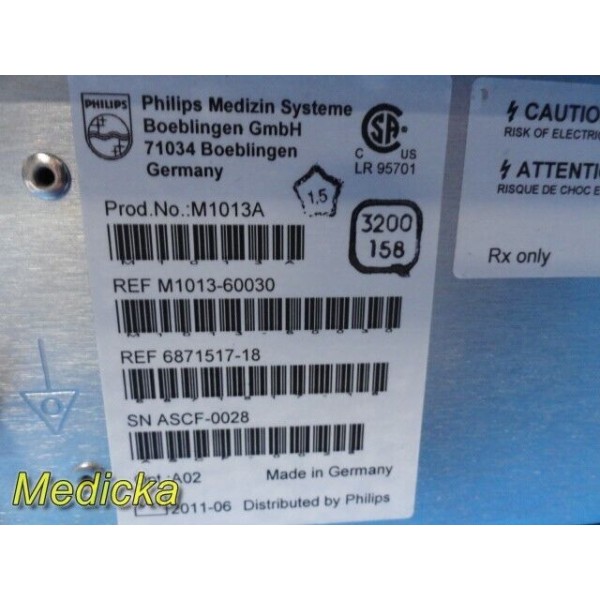 PHILIPS
Philips Medizin Systeme
Boeblingen GmbH
71034 Boeblingen
Germany
SA
C US
LR 95701
1,5
Prod.No.:M1013A
3200
158
REF M1013-60030
REF 6871517-18
SN ASCF-0028
:A02 Made in Germany
2011-06 Distributed by Philips
CAUTIO
RISK OF ELECTRI
ATTENTI
RISQUE DE CHOC E
Rx only
Medicka